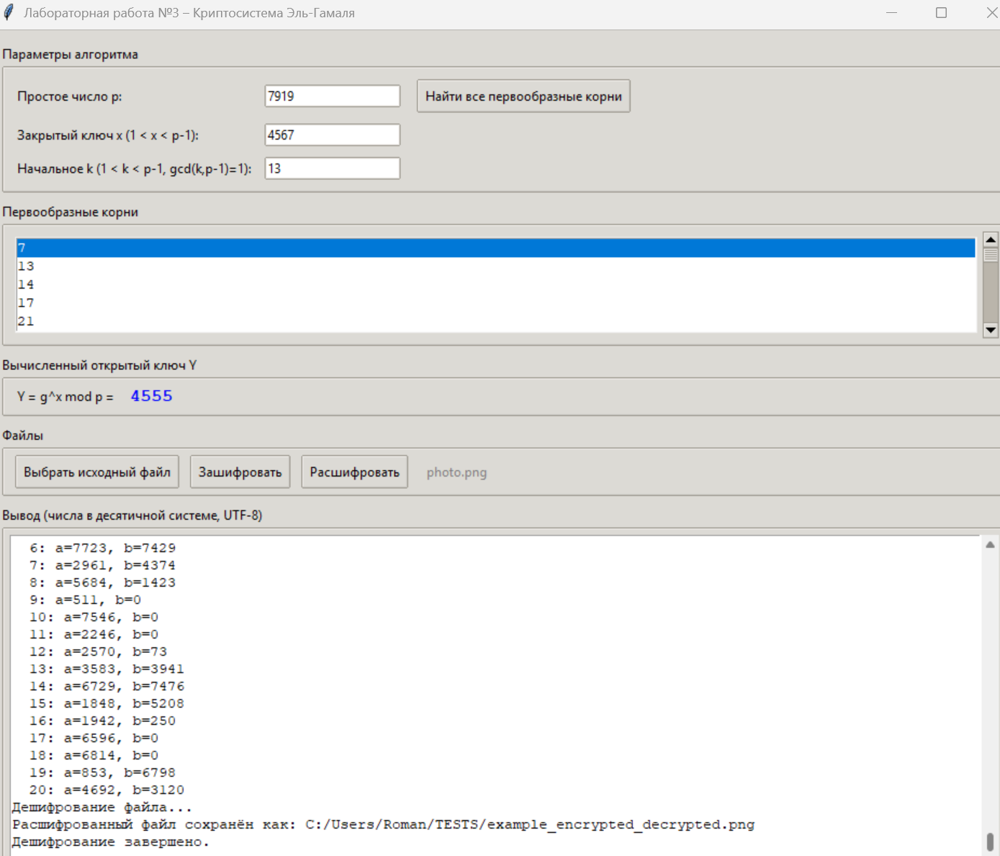 Лабораторная работа №3 – Криптосистема Эль-Гамаля
Параметры алгоритма
Простое число p: 7919 Найти все первообразные корни
Закрытый ключ x (1 < x < p-1): 4567
Начальное k (1 < k < p-1, gcd(k,p-1)=1): 13
Первообразные корни
7
13
14
17
21
Вычисленный открытый ключ Y
Y = g^x mod p = 4555
Файлы
Выбрать исходный файл Зашифровать Расшифровать photo.png
Вывод (числа в десятичной системе, UTF-8)
6: a=7723, b=7429
7: a=2961, b=4374
8: a=5684, b=1423
9: a=511, b=0
10: a=7546, b=0
11: a=2246, b=0
12: a=2570, b=73
13: a=3583, b=3941
14: a=6729, b=7476
15: a=1848, b=5208
16: a=1942, b=250
17: a=6596, b=0
18: a=6814, b=0
19: a=853, b=6798
20: a=4692, b=3120
Дешифрование файла...
Расшифрованный файл сохранён как: C:/Users/Roman/TESTS/example_encrypted_decrypted.png
Дешифрование завершено.